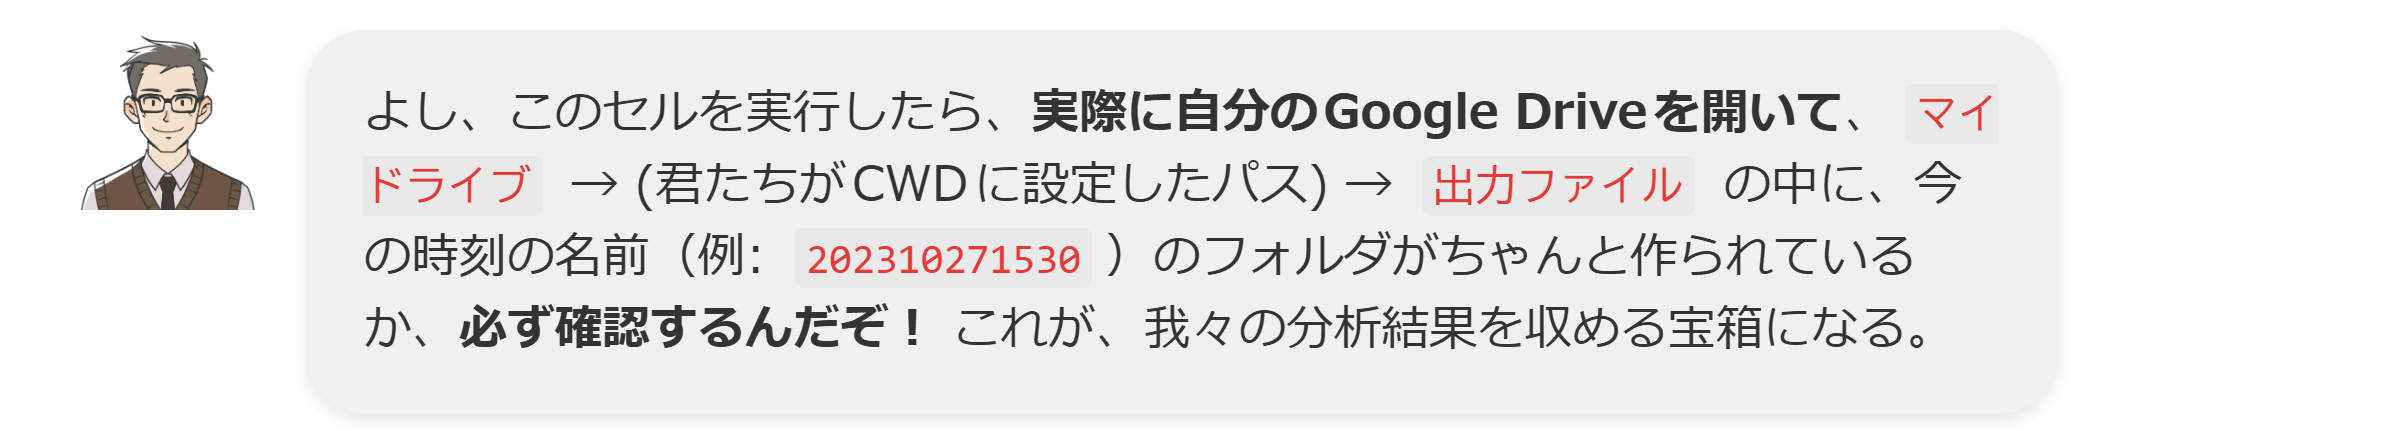 よし、このセルを実行したら、実際に自分のGoogle Driveを開いて、 マイ
ドライブ → (君たちがCWDに設定したパス) → 出力ファイル の中に、今
の時刻の名前（例: 202310271530 ）のフォルダがちゃんと作られている
か、必ず確認するんだぞ！ これが、我々の分析結果を収める宝箱になる。